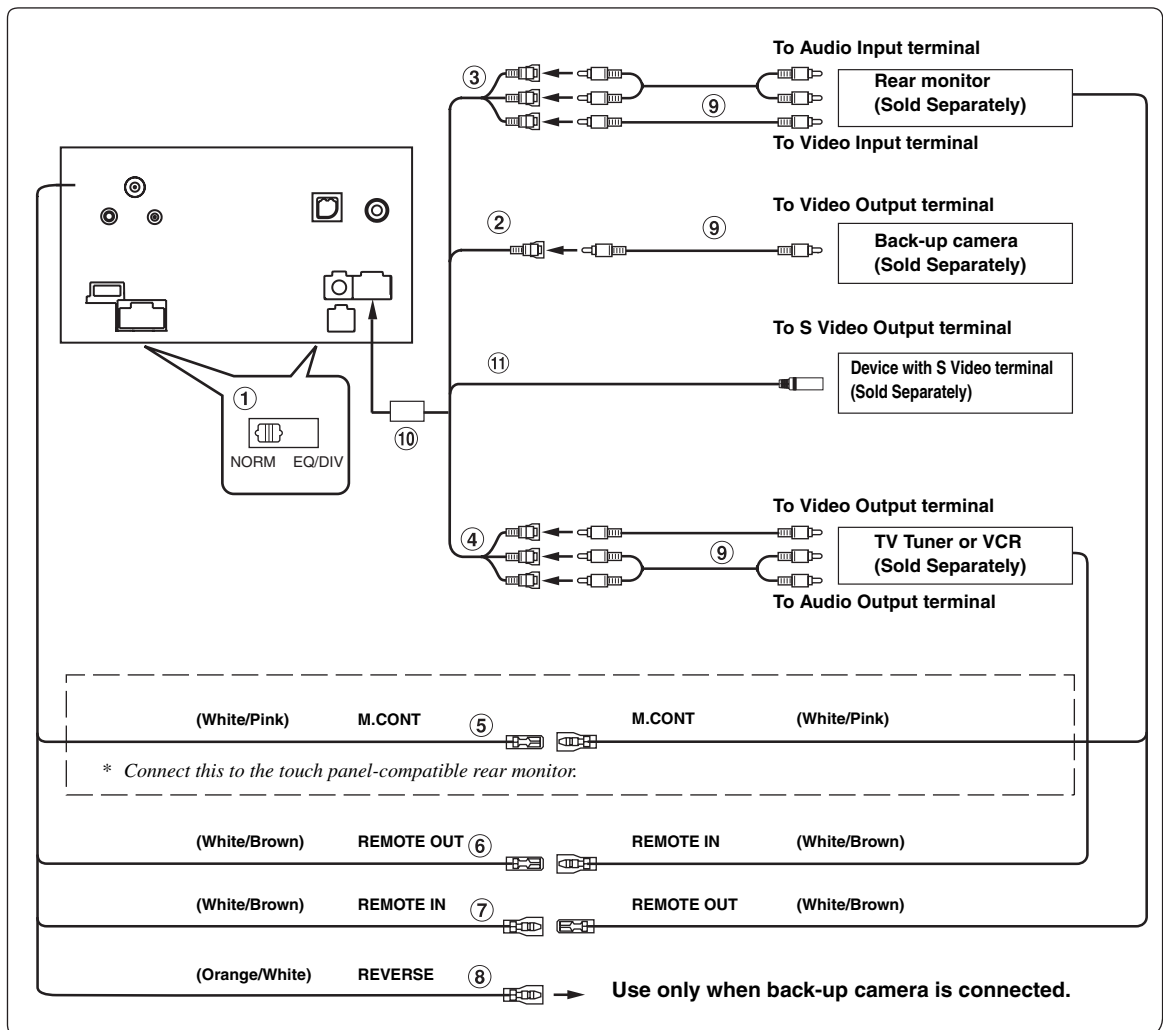 To Audio Input terminal
③
Rear monitor
(Sold Separately)
⑨
To Video Input terminal
To Video Output terminal
②
⑨
Back-up camera
(Sold Separately)
To S Video Output terminal
⑪
Device with S Video terminal
(Sold Separately)
①
NORM EQ/DIV
⑩
To Video Output terminal
④
⑨
TV Tuner or VCR
(Sold Separately)
To Audio Output terminal
(White/Pink) M.CONT ⑤ M.CONT (White/Pink)
* Connect this to the touch panel-compatible rear monitor.
(White/Brown) REMOTE OUT ⑥ REMOTE IN (White/Brown)
(White/Brown) REMOTE IN ⑦ REMOTE OUT (White/Brown)
(Orange/White) REVERSE ⑧
Use only when back-up camera is connected.